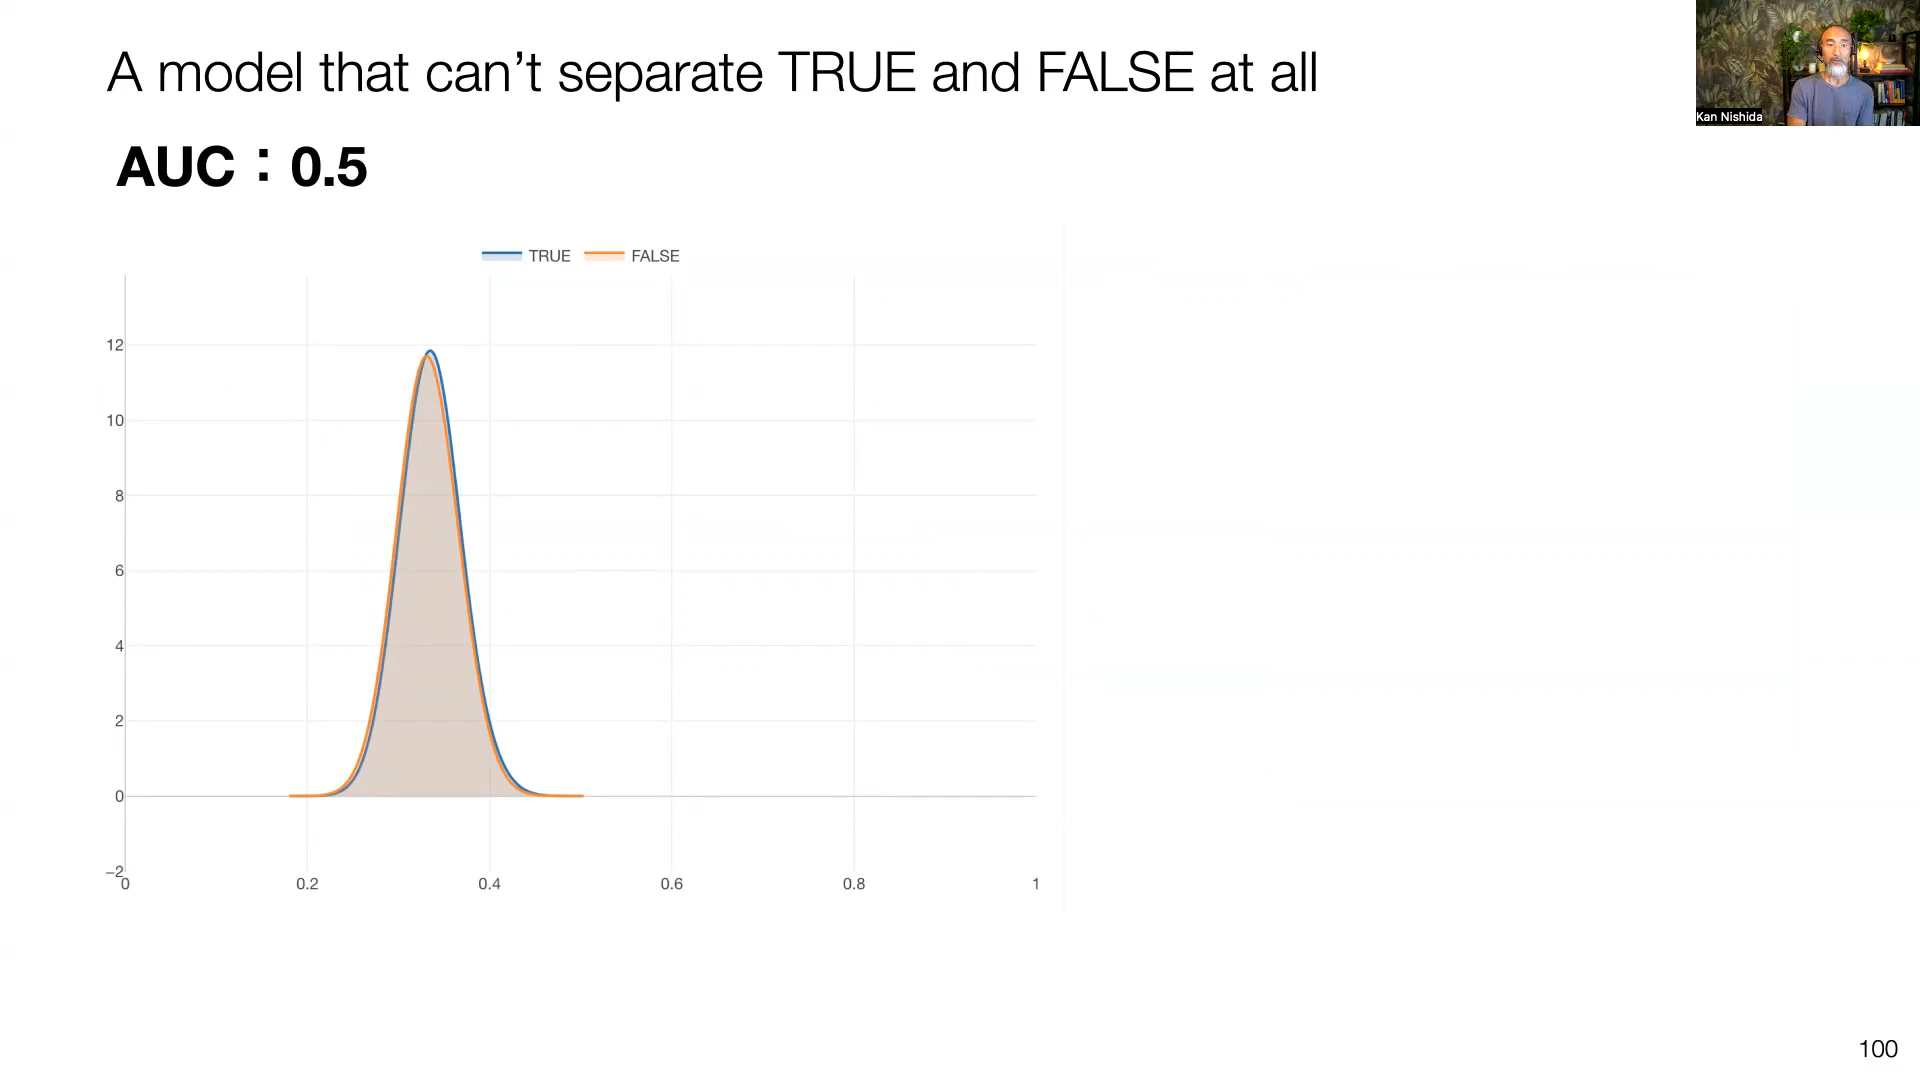 A model that can’t separate TRUE and FALSE at all
Kan Nishida
AUC：0.5
TRUE FALSE
12
10
8
6
4
2
0
−2
0 0.2 0.4 0.6 0.8 1
100